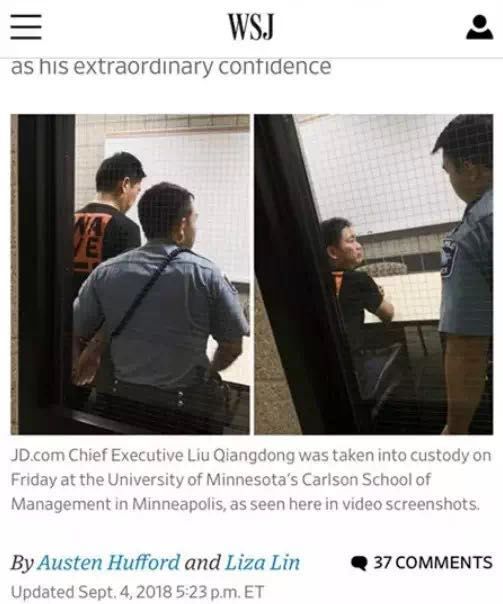 WSJ
as his extraordinary confidence
WA
VE
JD.com Chief Executive Liu Qiangdong was taken into custody on
Friday at the University of Minnesota's Carlson School of
Management in Minneapolis, as seen here in video screenshots.
By Austen Hufford and Liza Lin
37 COMMENTS
Updated Sept. 4, 2018 5:23 p.m. ET